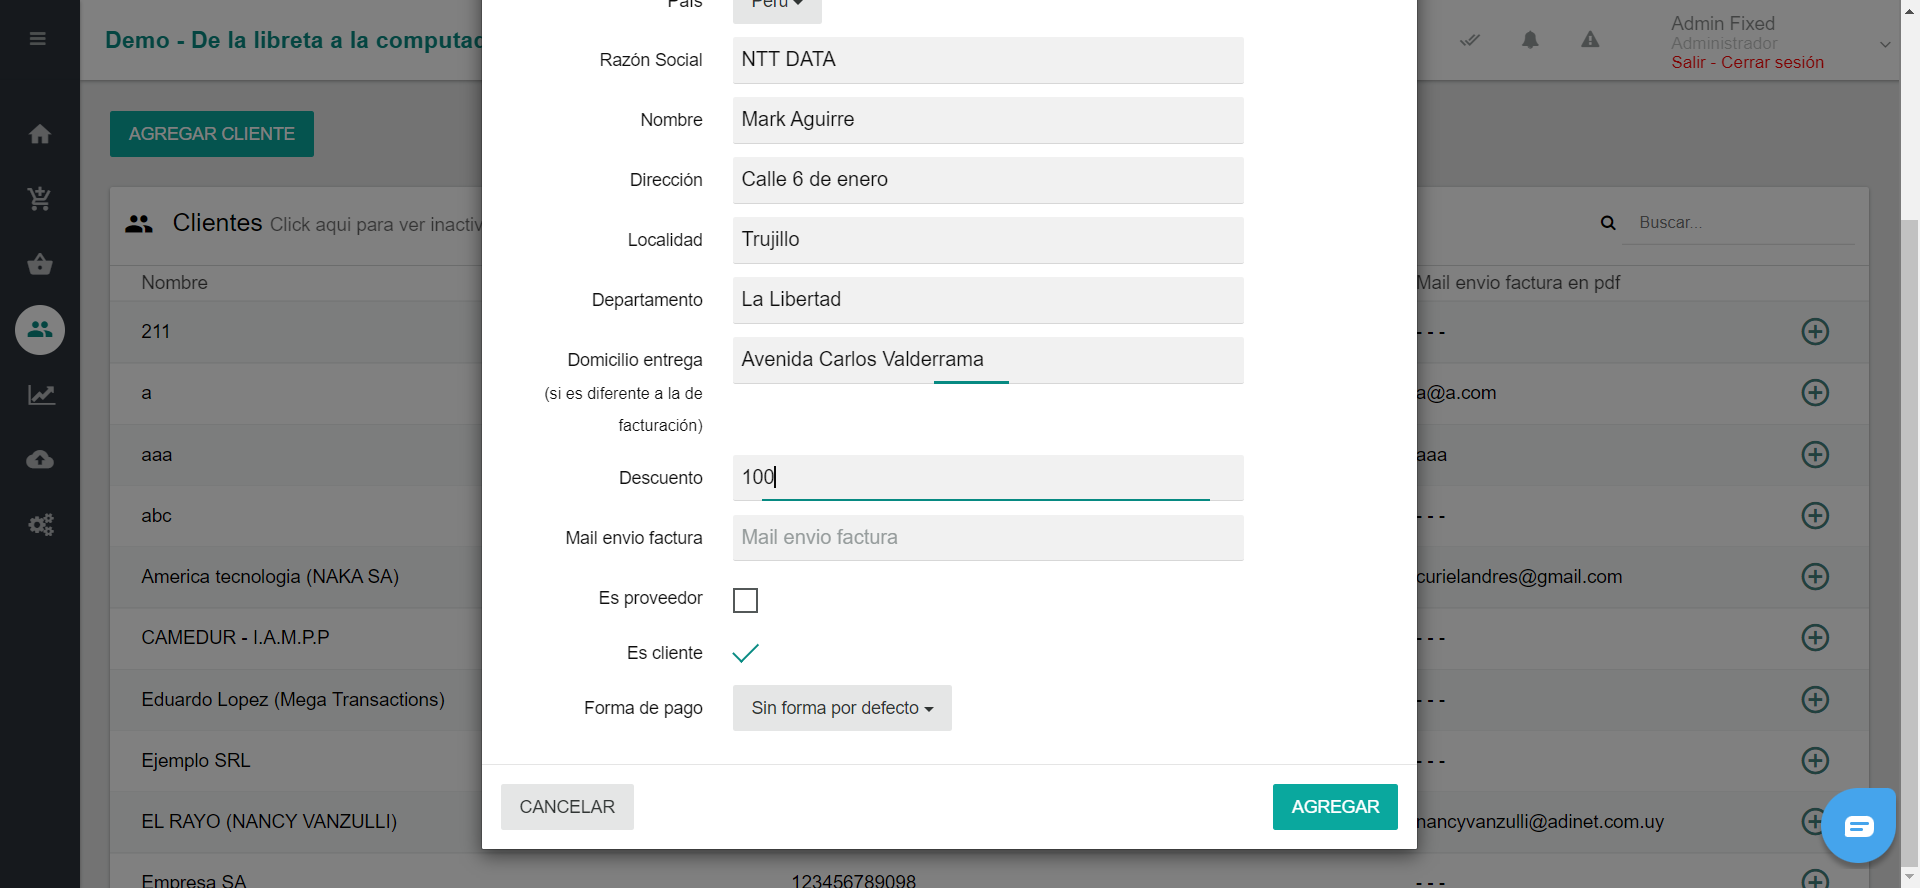 País
Perú
Demo - De la libreta a la computad
Admin Fixed
Administrador
Salir - Cerrar sesión
AGREGAR CLIENTE
Razón Social
NTT DATA
Nombre
Mark Aguirre
Dirección
Calle 6 de enero
Localidad
Trujillo
Departamento
La Libertad
Domicilio entrega
(si es diferente a la de
facturación)
Avenida Carlos Valderrama
Descuento
100
Mail envio factura
Mail envio factura
Es proveedor
Es cliente
Forma de pago
Sin forma por defecto
CANCELAR
AGREGAR
Clientes Click aqui para ver inactiv
Buscar...
Nombre
Mail envio factura en pdf
211
- - -
a
a@a.com
aaa
aaa
abc
- - -
America tecnologia (NAKA SA)
curielandres@gmail.com
CAMEDUR - I.A.M.P.P
- - -
Eduardo Lopez (Mega Transactions)
- - -
Ejemplo SRL
- - -
EL RAYO (NANCY VANZULLI)
nancyvanzulli@adinet.com.uy
Empresa SA
123456789098
- - -